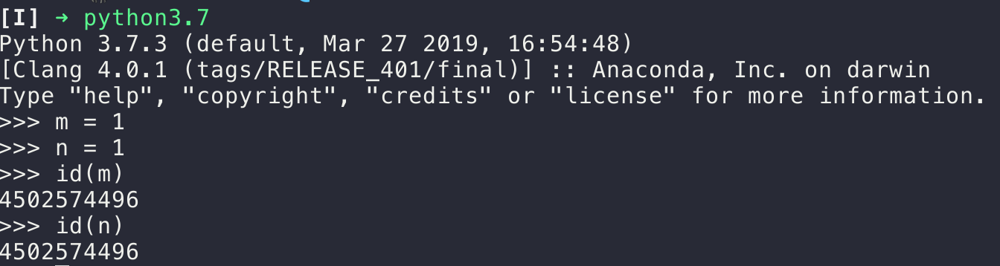 [I] → python3.7
Python 3.7.3 (default, Mar 27 2019, 16:54:48)
[Clang 4.0.1 (tags/RELEASE_401/final)] :: Anaconda, Inc. on darwin
Type "help", "copyright", "credits" or "license" for more information.
>>> m = 1
>>> n = 1
>>> id(m)
4502574496
>>> id(n)
4502574496